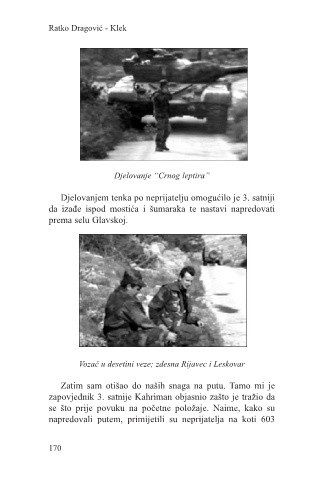 Ratko Dragović - Klek
Djelovanje “Crnog leptira”
Djelovanjem tenka po neprijatelju omogućilo je 3. satniji
da izađe ispod mostića i šumaraka te nastavi napredovati
prema selu Glavskoj.
Vozač u desetini veze; zdesna Rijavec i Leskovar
Zatim sam otišao do naših snaga na putu. Tamo mi je
zapovjednik 3. satnije Kahriman objasnio zašto je tražio da
se što prije povuku na početne položaje. Naime, kako su
napredovali putem, primijetili su neprijatelja na koti 603
170